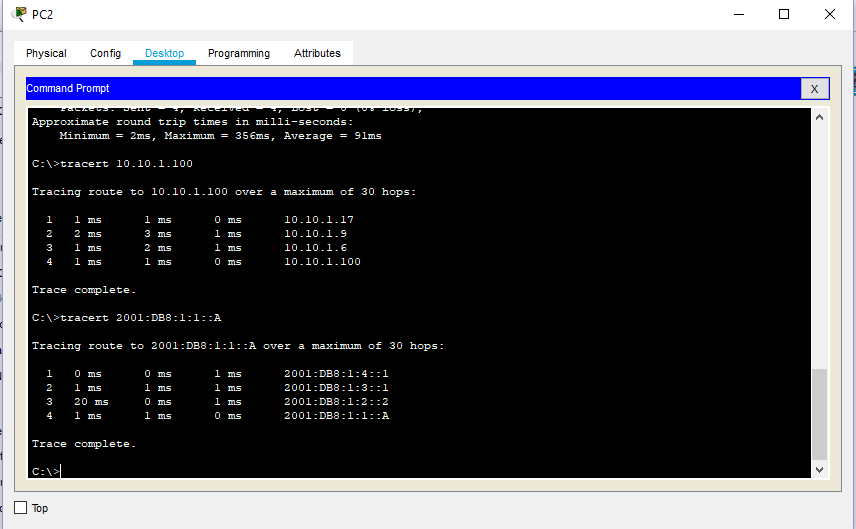 PC2
Physical Config Desktop Programming Attributes
Command Prompt
X
Packets: Sent = 4, Received = 4, Lost = 0 (0% loss),
Approximate round trip times in milli-seconds:
Minimum = 2ms, Maximum = 356ms, Average = 91ms
C:\>tracert 10.10.1.100
Tracing route to 10.10.1.100 over a maximum of 30 hops:
1 1 ms 1 ms 0 ms 10.10.1.17
2 2 ms 3 ms 1 ms 10.10.1.9
3 1 ms 2 ms 1 ms 10.10.1.6
4 1 ms 1 ms 0 ms 10.10.1.100
Trace complete.
C:\>tracert 2001:DB8:1:1::A
Tracing route to 2001:DB8:1:1::A over a maximum of 30 hops:
1 0 ms 0 ms 1 ms 2001:DB8:1:4::1
2 1 ms 1 ms 1 ms 2001:DB8:1:3::1
3 20 ms 0 ms 1 ms 2001:DB8:1:2::2
4 1 ms 1 ms 0 ms 2001:DB8:1:1::A
Trace complete.
C:\>
Top